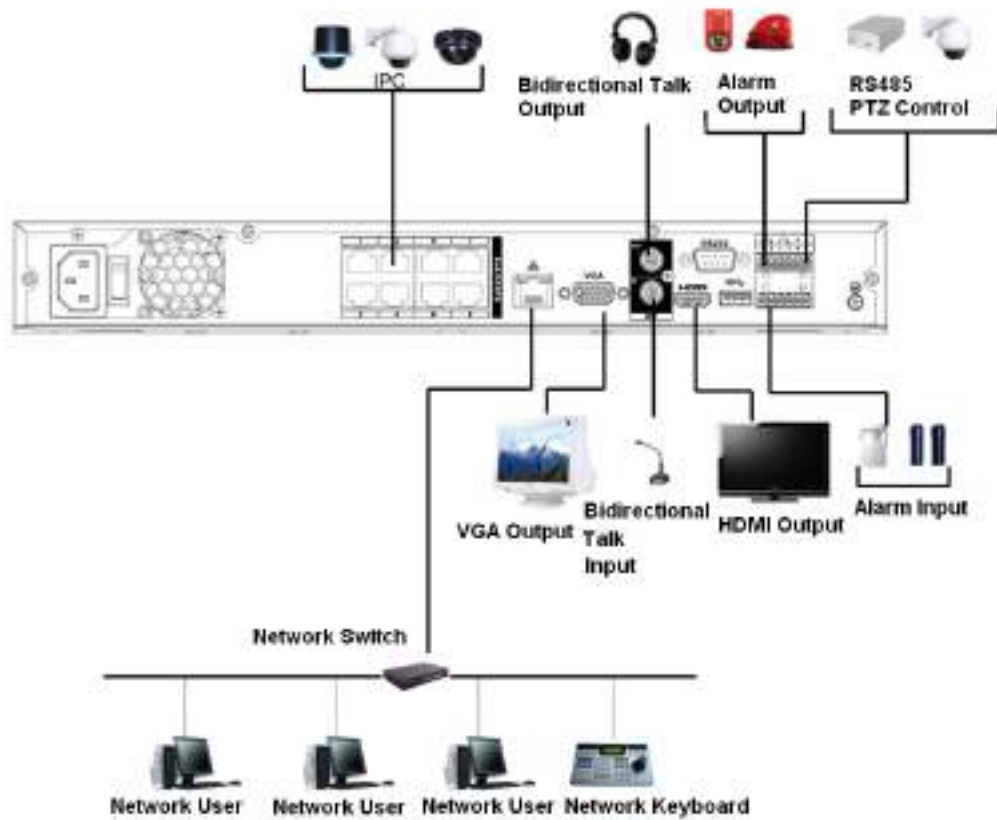 IPC
Bidirectional Talk
Output
Alarm
Output
RS485
PTZ Control
VGA
RS232
HDMI
VGA Output
Bidirectional
Talk
Input
HDMI Output
Alarm Input
Network Switch
Network User
Network User
Network User
Network Keyboard